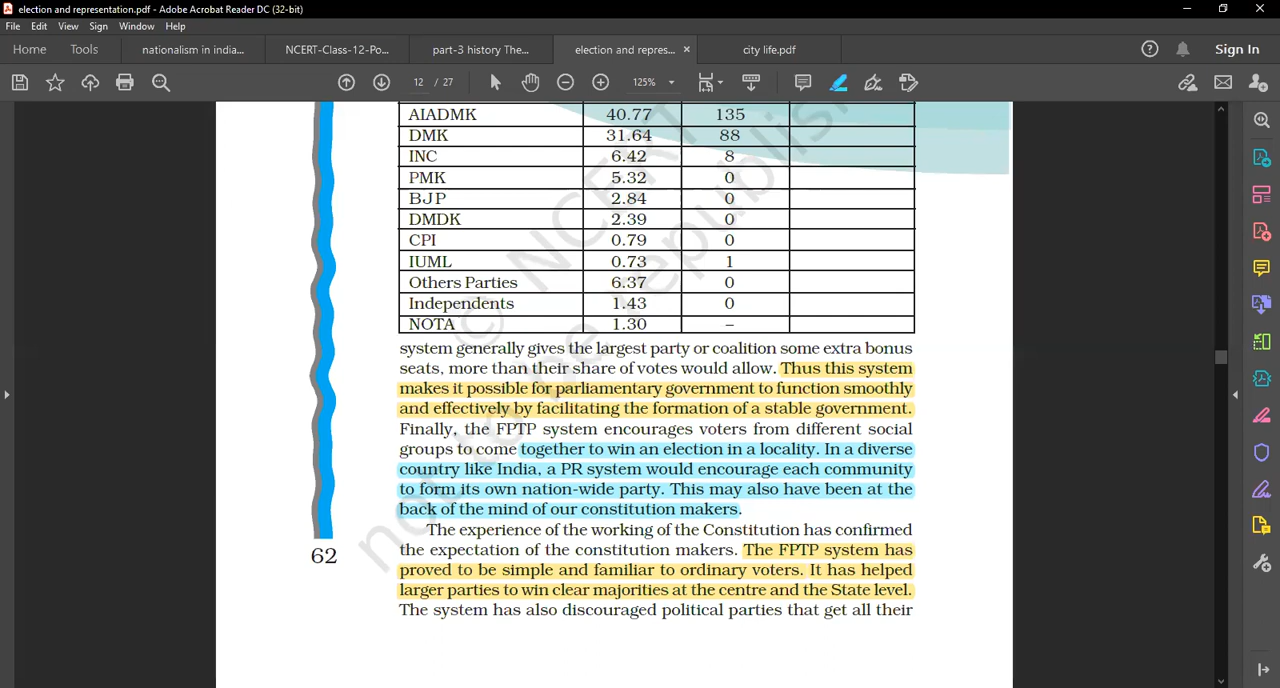 election and representation.pdf - Adobe Acrobat Reader DC (32-bit)
File Edit View Sign Window Help
Home Tools nationalism in india... NCERT-Class-12-Po... part-3 history The... election and repres... × city life.pdf Sign In
12 / 27 125%
AIADMK 40.77 135
DMK 31.64 88
INC 6.42 8
PMK 5.32 0
BJP 2.84 0
DMDK 2.39 0
CPI 0.79 0
IUML 0.73 1
Others Parties 6.37 0
Independents 1.43 0
NOTA 1.30 –
system generally gives the largest party or coalition some extra bonus
seats, more than their share of votes would allow. Thus this system
makes it possible for parliamentary government to function smoothly
and effectively by facilitating the formation of a stable government.
Finally, the FPTP system encourages voters from different social
groups to come together to win an election in a locality. In a diverse
country like India, a PR system would encourage each community
to form its own nation-wide party. This may also have been at the
back of the mind of our constitution makers.
The experience of the working of the Constitution has confirmed
the expectation of the constitution makers. The FPTP system has
proved to be simple and familiar to ordinary voters. It has helped
larger parties to win clear majorities at the centre and the State level.
The system has also discouraged political parties that get all their
62
© NCERT
not to be republish